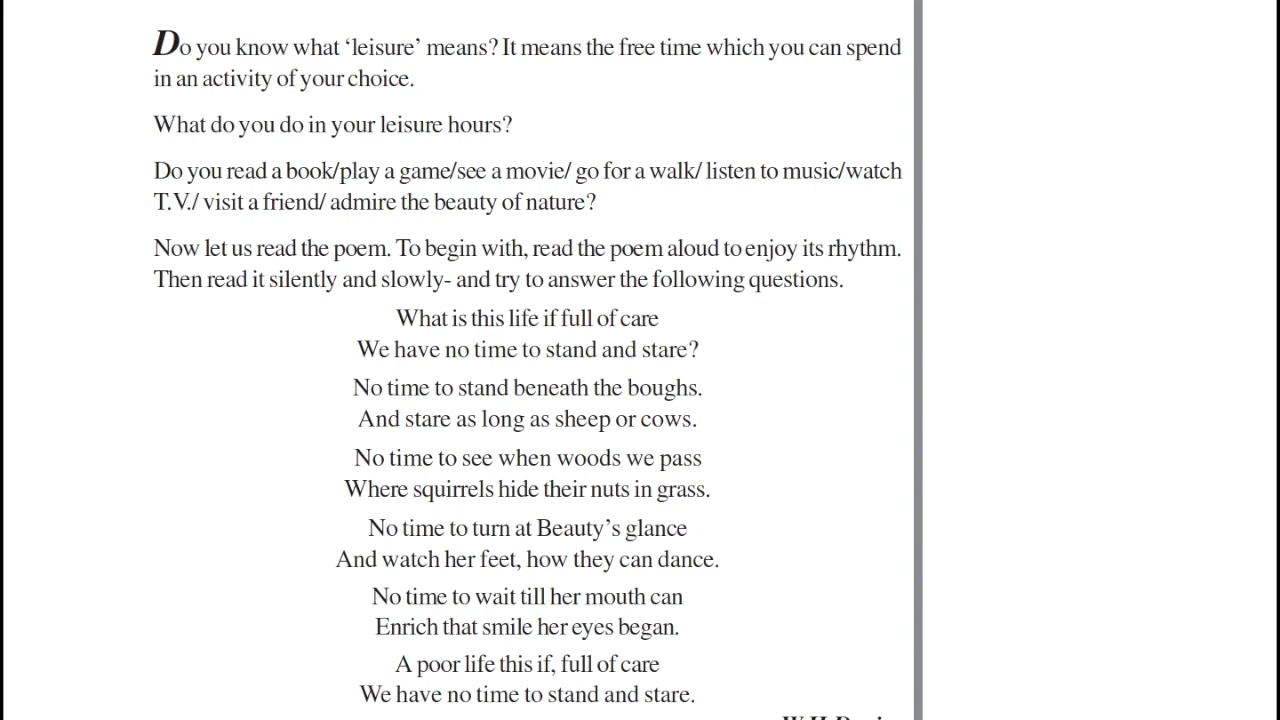 Do you know what ‘leisure’ means? It means the free time which you can spend
in an activity of your choice.
What do you do in your leisure hours?
Do you read a book/play a game/see a movie/ go for a walk/ listen to music/watch
T.V./ visit a friend/ admire the beauty of nature?
Now let us read the poem. To begin with, read the poem aloud to enjoy its rhythm.
Then read it silently and slowly- and try to answer the following questions.
What is this life if full of care
We have no time to stand and stare?
No time to stand beneath the boughs.
And stare as long as sheep or cows.
No time to see when woods we pass
Where squirrels hide their nuts in grass.
No time to turn at Beauty’s glance
And watch her feet, how they can dance.
No time to wait till her mouth can
Enrich that smile her eyes began.
A poor life this if, full of care
We have no time to stand and stare.